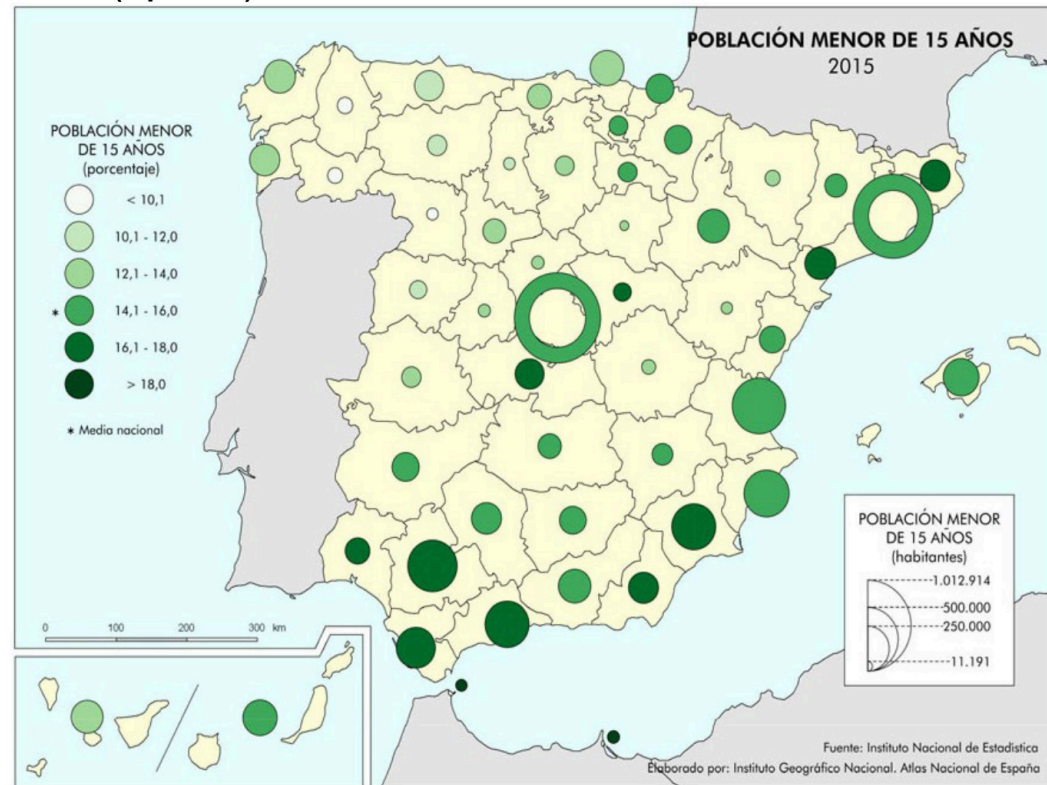 POBLACIÓN MENOR DE 15 AÑOS
2015
POBLACIÓN MENOR
DE 15 AÑOS
(porcentaje)
< 10,1
10,1 - 12,0
12,1 - 14,0
* 14,1 - 16,0
16,1 - 18,0
> 18,0
* Media nacional
POBLACIÓN MENOR
DE 15 AÑOS
(habitantes)
1.012.914
500.000
250.000
11.191
0 100 200 300 km
Fuente: Instituto Nacional de Estadística
Elaborado por: Instituto Geográfico Nacional. Atlas Nacional de España